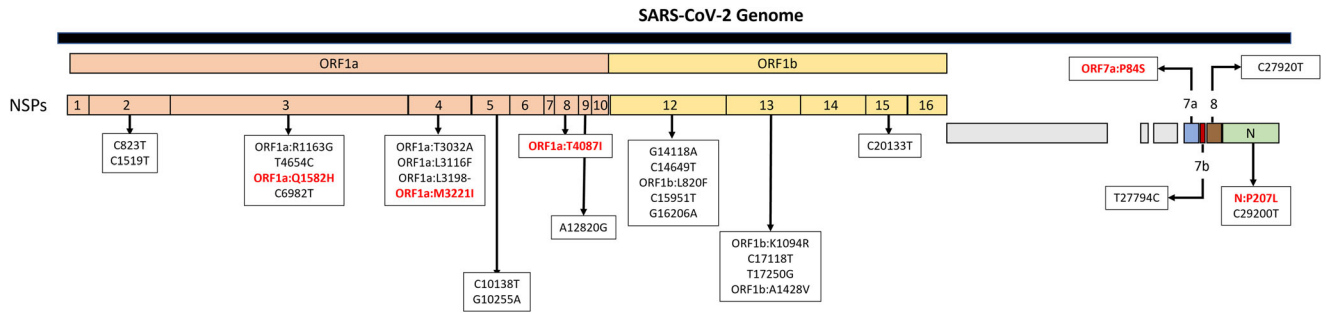 SARS-CoV-2 Genome
ORF1a
ORF1b
NSPs
1 2 3 4 5 6 7 8 9 10 12 13 14 15 16
C823T
C1519T
ORF1a:R1163G
T4654C
ORF1a:Q1582H
C6982T
ORF1a:T3032A
ORF1a:L3116F
ORF1a:L3198-
ORF1a:M3221I
C10138T
G10255A
ORF1a:T4087I
A12820G
G14118A
C14649T
ORF1b:L820F
C15951T
G16206A
ORF1b:K1094R
C17118T
T17250G
ORF1b:A1428V
C20133T
ORF7a:P84S
C27920T
7a 8
N
7b
T27794C
N:P207L
C29200T